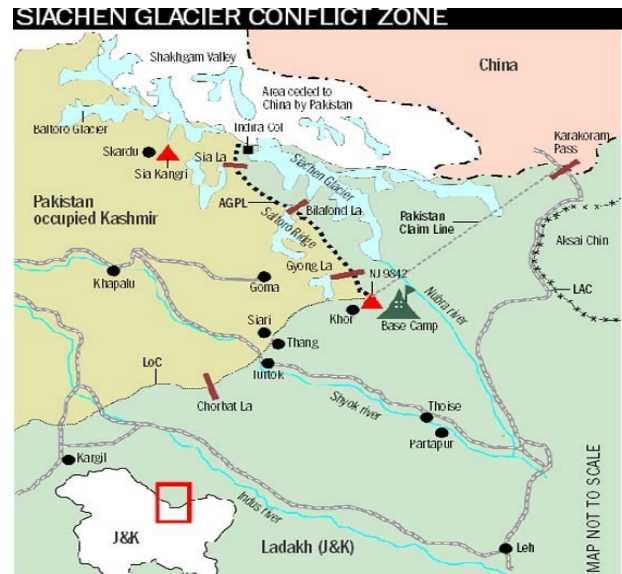 SIACHEN GLACIER CONFLICT ZONE
Shakhgam Valley
China
Area ceded to
China by Pakistan
Baltoro Glacier
Indira Col
Karakoram
Pass
Skardu
Sia La
Siachen Glacier
Sia Kangri
AGPL
Bilafond La
Pakistan
occupied Kashmir
Saltoro Ridge
Pakistan
Claim Line
Aksai Chin
Gyong La
NJ 9842
Khapalu
Goma
Nubra river
LAC
Khor
Base Camp
Siari
Thang
LoC
Turtok
Chorbat La
Shyok river
Thoise
Partapur
Kargil
Indus river
J&K
Ladakh (J&K)
Leh
MAP NOT TO SCALE